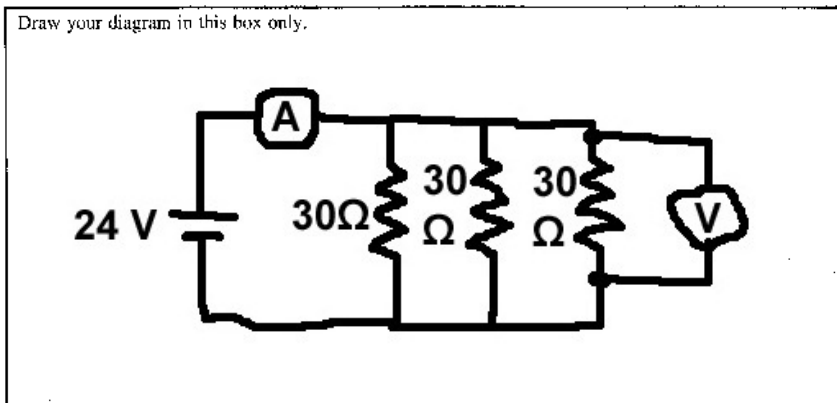 Draw your diagram in this box only.
A
24 V
30Ω
30
Ω
30
Ω
V